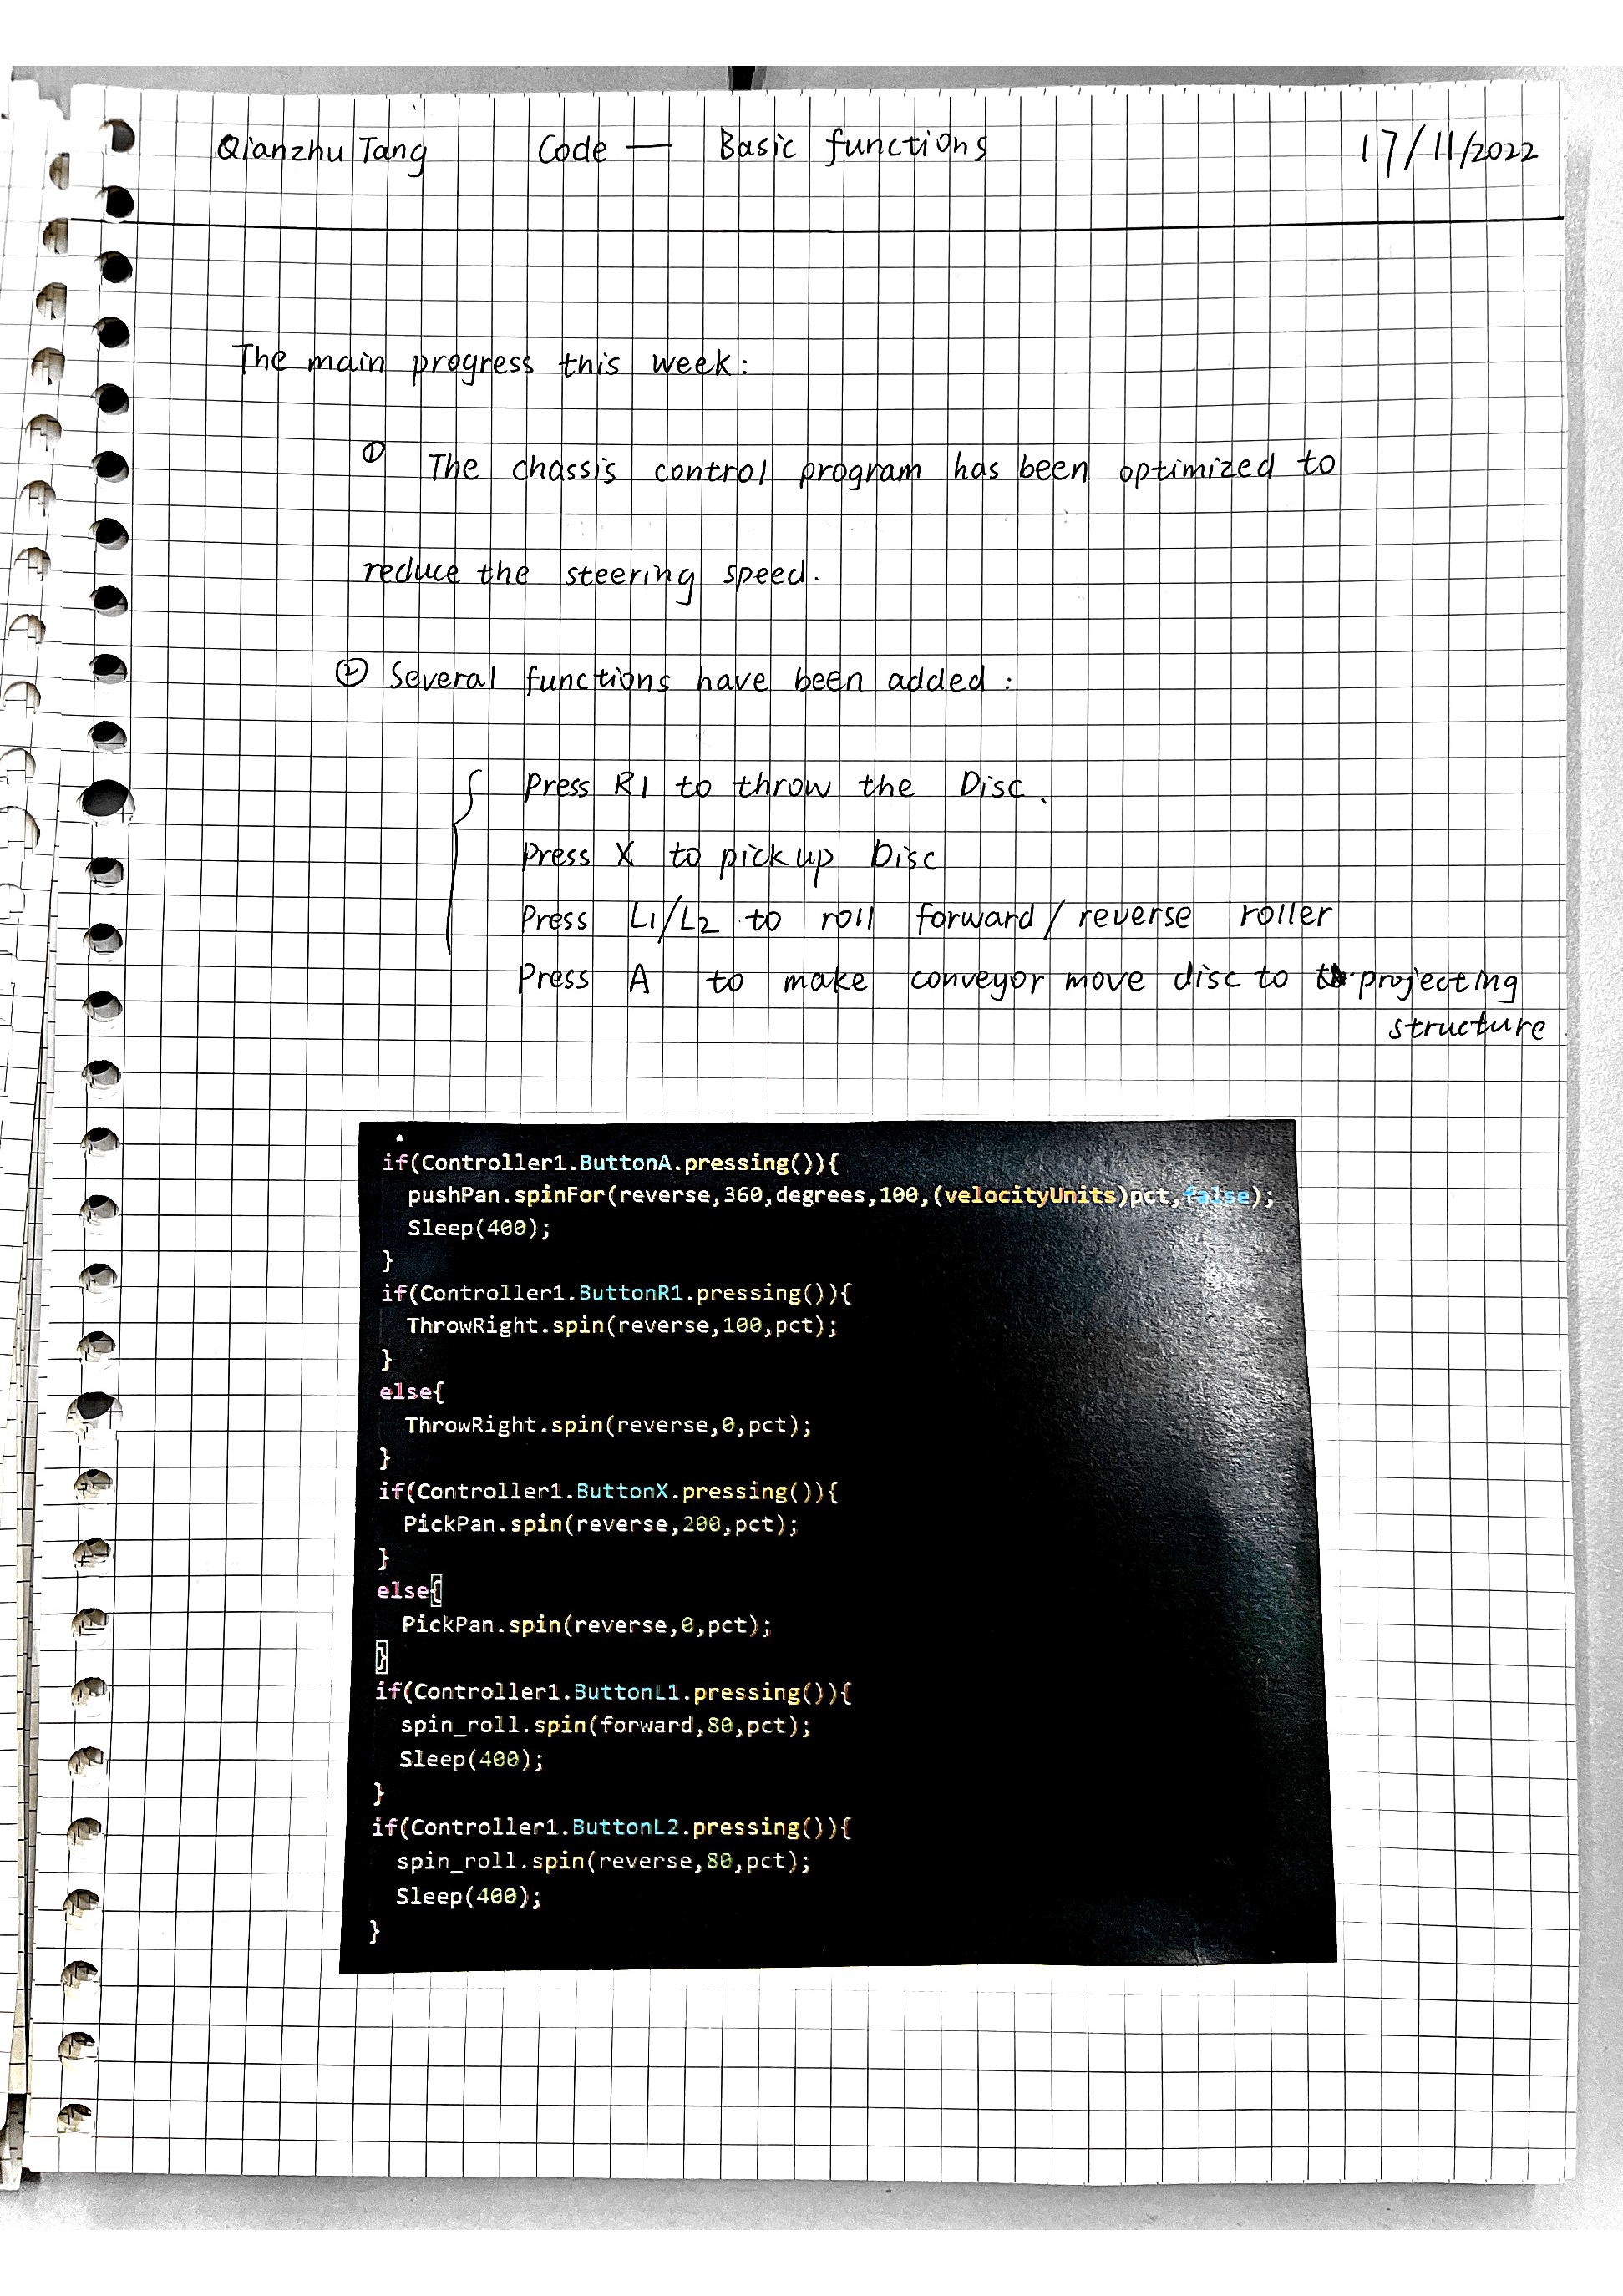 Qianzhu Tang Code — Basic functions 17/11/2022
The main progress this week:
① The chassis control program has been optimized to
reduce the steering speed.
② Several functions have been added:
Press R1 to throw the Disc.
Press X to pick up Disc
Press L1/L2 to roll forward/reverse roller
Press A to make conveyor move disc to projecting
structure
if(Controller1.ButtonA.pressing()){
pushPan.spinFor(reverse,360,degrees,100,(velocityUnits)pct,false);
Sleep(400);
}
if(Controller1.ButtonR1.pressing()){
ThrowRight.spin(reverse,100,pct);
}
else{
ThrowRight.spin(reverse,0,pct);
}
if(Controller1.ButtonX.pressing()){
PickPan.spin(reverse,200,pct);
}
else{
PickPan.spin(reverse,0,pct);
}
if(Controller1.ButtonL1.pressing()){
spin_roll.spin(forward,80,pct);
Sleep(400);
}
if(Controller1.ButtonL2.pressing()){
spin_roll.spin(reverse,80,pct);
Sleep(400);
}